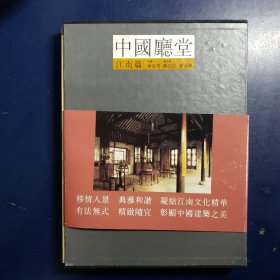 中國廳堂
江南篇
移情入景 典雅和諧 凝結江南文化精華
有法無式 精緻隨宜 彰顯中國建築之美